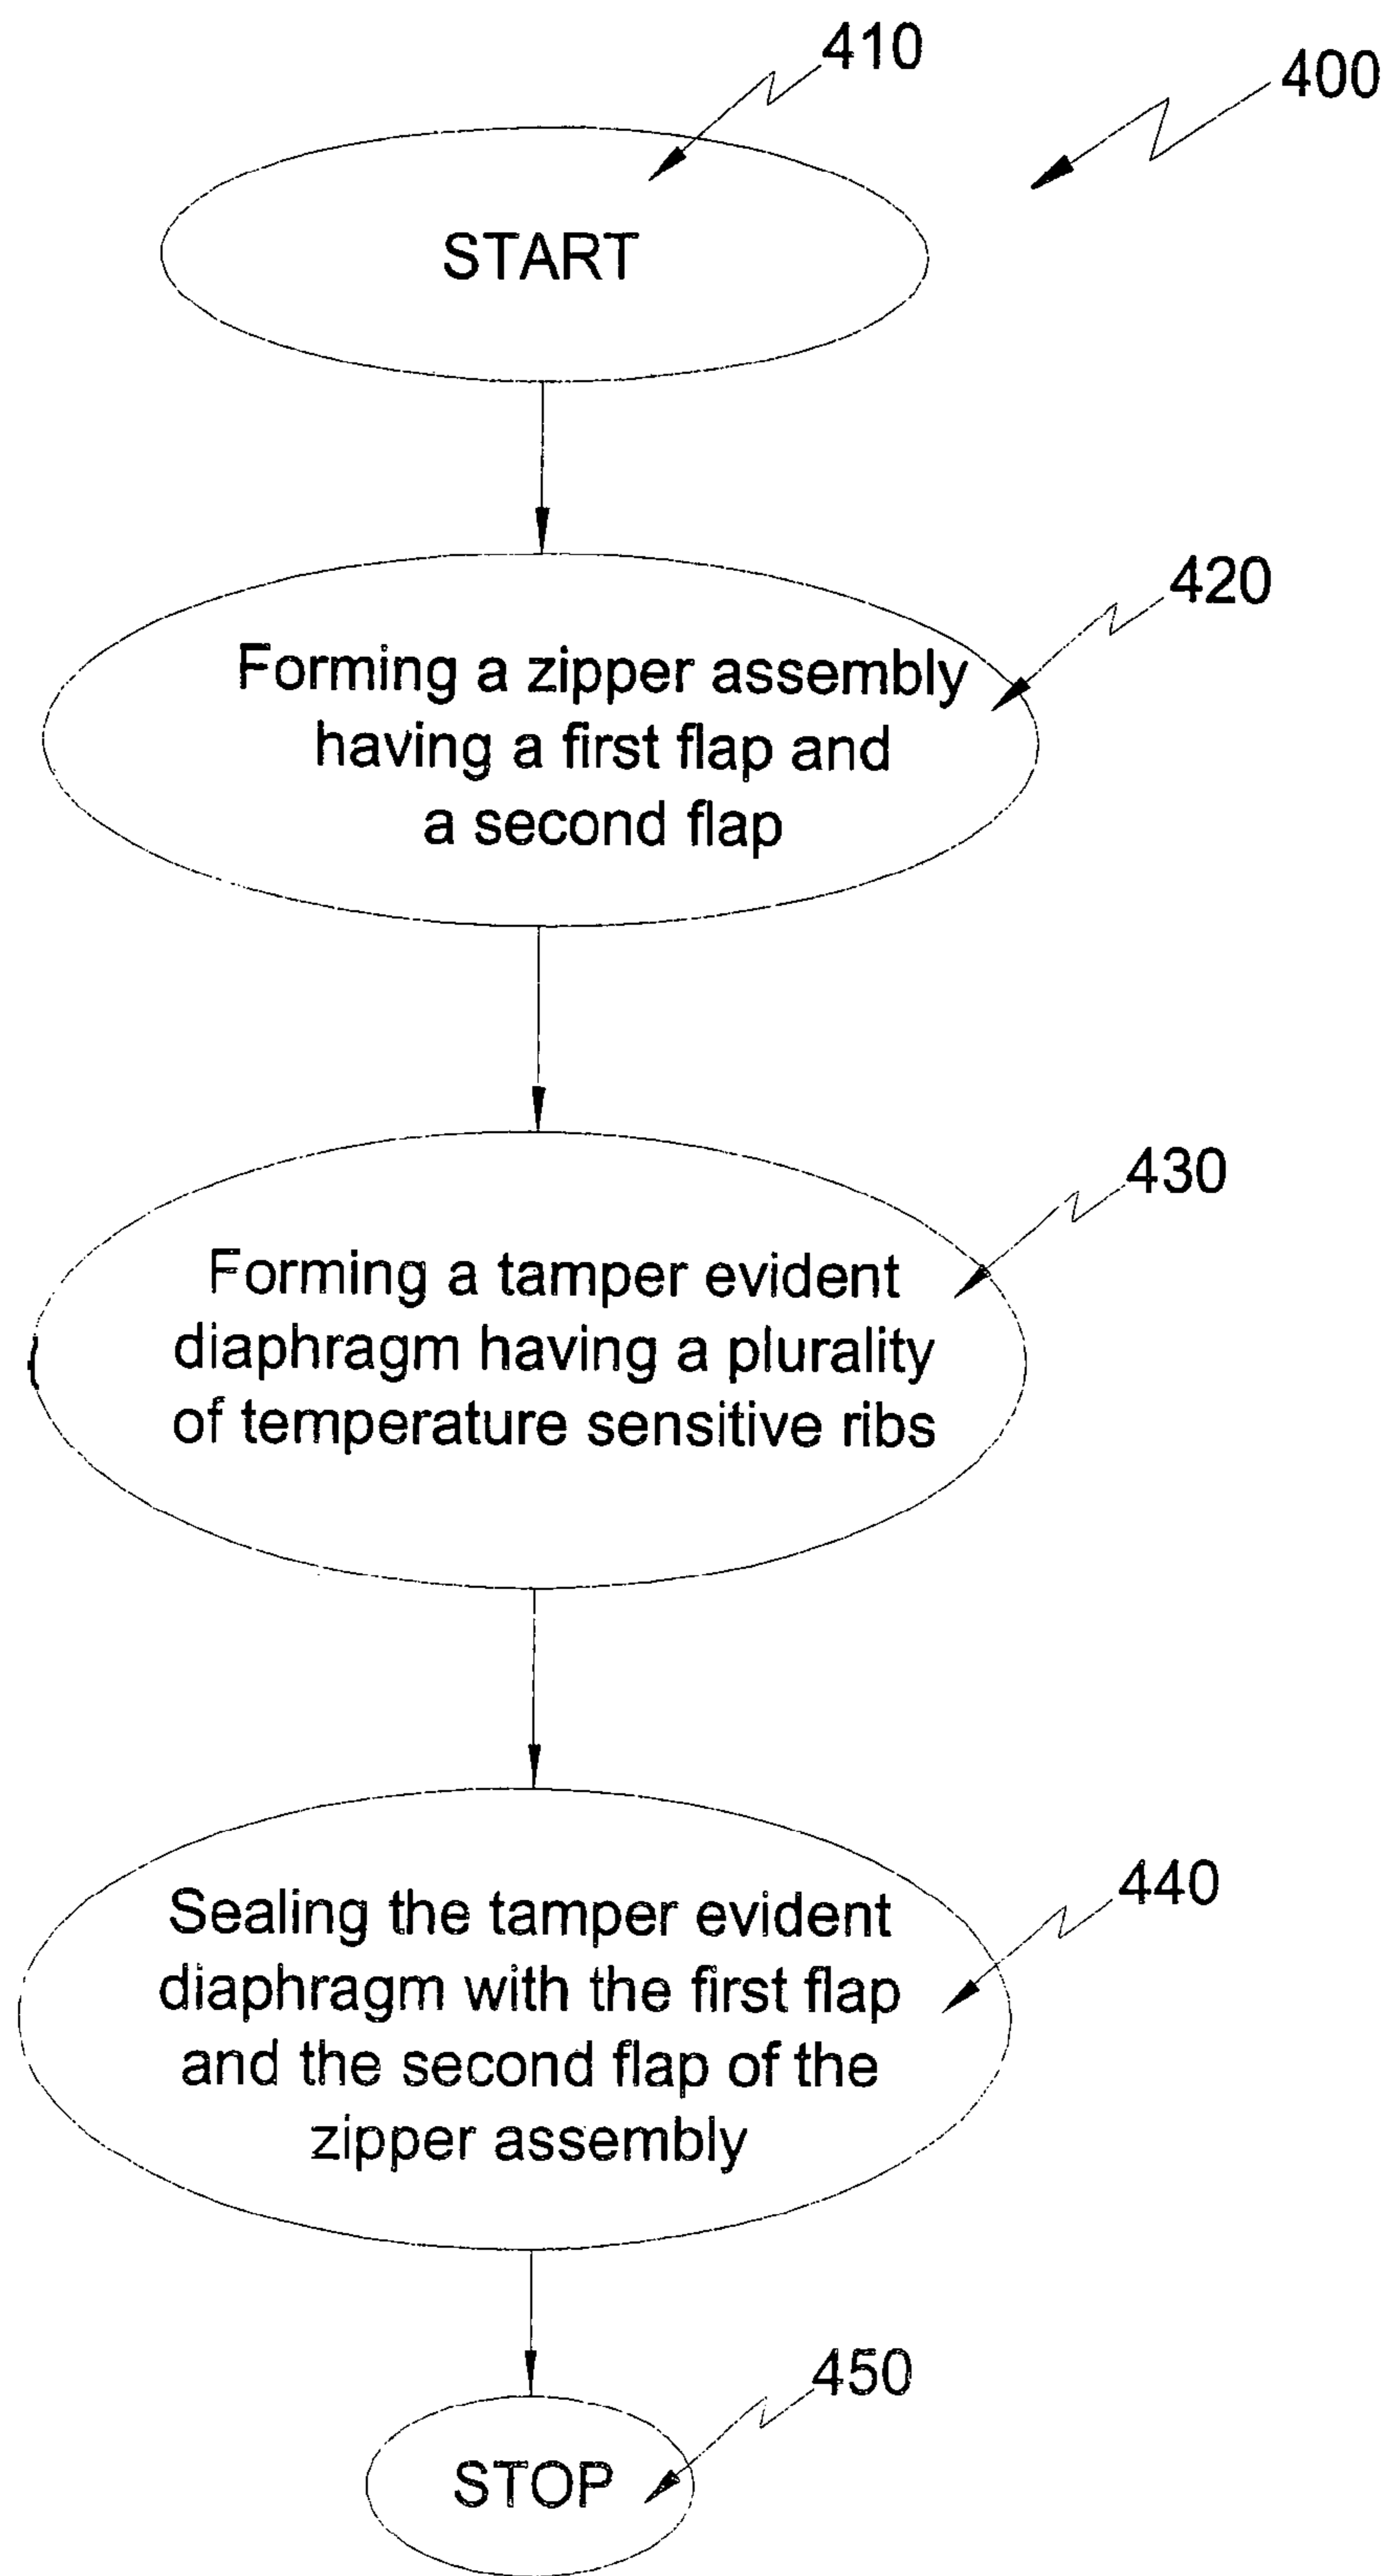 410
400
START
420
Forming a zipper assembly
having a first flap and
a second flap
430
Forming a tamper evident
diaphragm having a plurality
of temperature sensitive ribs
440
Sealing the tamper evident
diaphragm with the first flap
and the second flap of the
zipper assembly
450
STOP